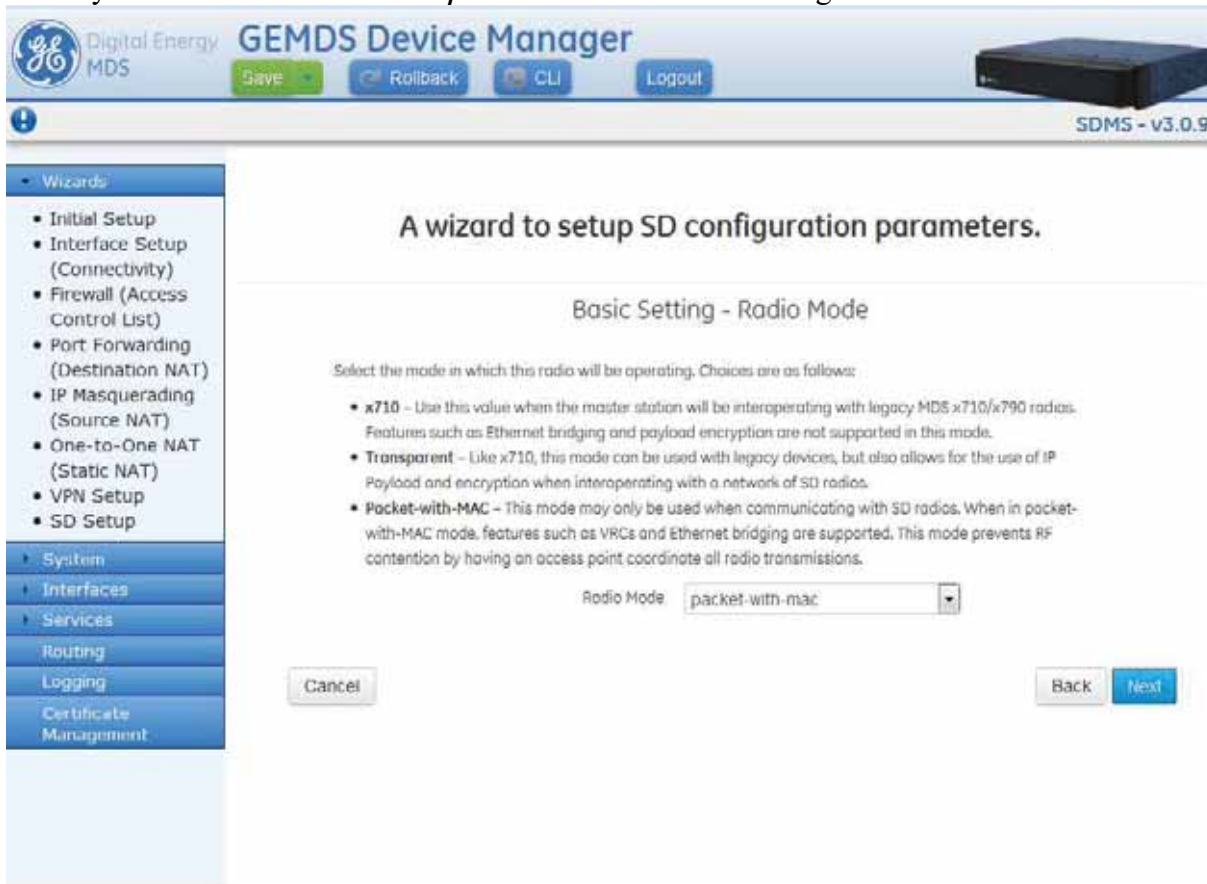 Digital Energy
MDS
GEMDS Device Manager
Save
Rollback
CLI
Logout
SDMS - v3.0.9
Wizards
• Initial Setup
• Interface Setup
(Connectivity)
• Firewall (Access
Control List)
• Port Forwarding
(Destination NAT)
• IP Masquerading
(Source NAT)
• One-to-One NAT
(Static NAT)
• VPN Setup
• SD Setup
System
Interfaces
Services
Routing
Logging
Certificate
Management
A wizard to setup SD configuration parameters.
Basic Setting - Radio Mode
Select the mode in which this radio will be operating. Choices are as follows:
• x710 – Use this value when the master station will be interoperating with legacy MDS x710/x790 radios.
Features such as Ethernet bridging and payload encryption are not supported in this mode.
• Transparent – Like x710, this mode can be used with legacy devices, but also allows for the use of IP
Payload and encryption when interoperating with a network of SD radios.
• Packet-with-MAC – This mode may only be used when communicating with SD radios. When in packet-
with-MAC mode, features such as VRCs and Ethernet bridging are supported. This mode prevents RF
contention by having an access point coordinate all radio transmissions.
Radio Mode packet-with-mac
Cancel
Back
Next